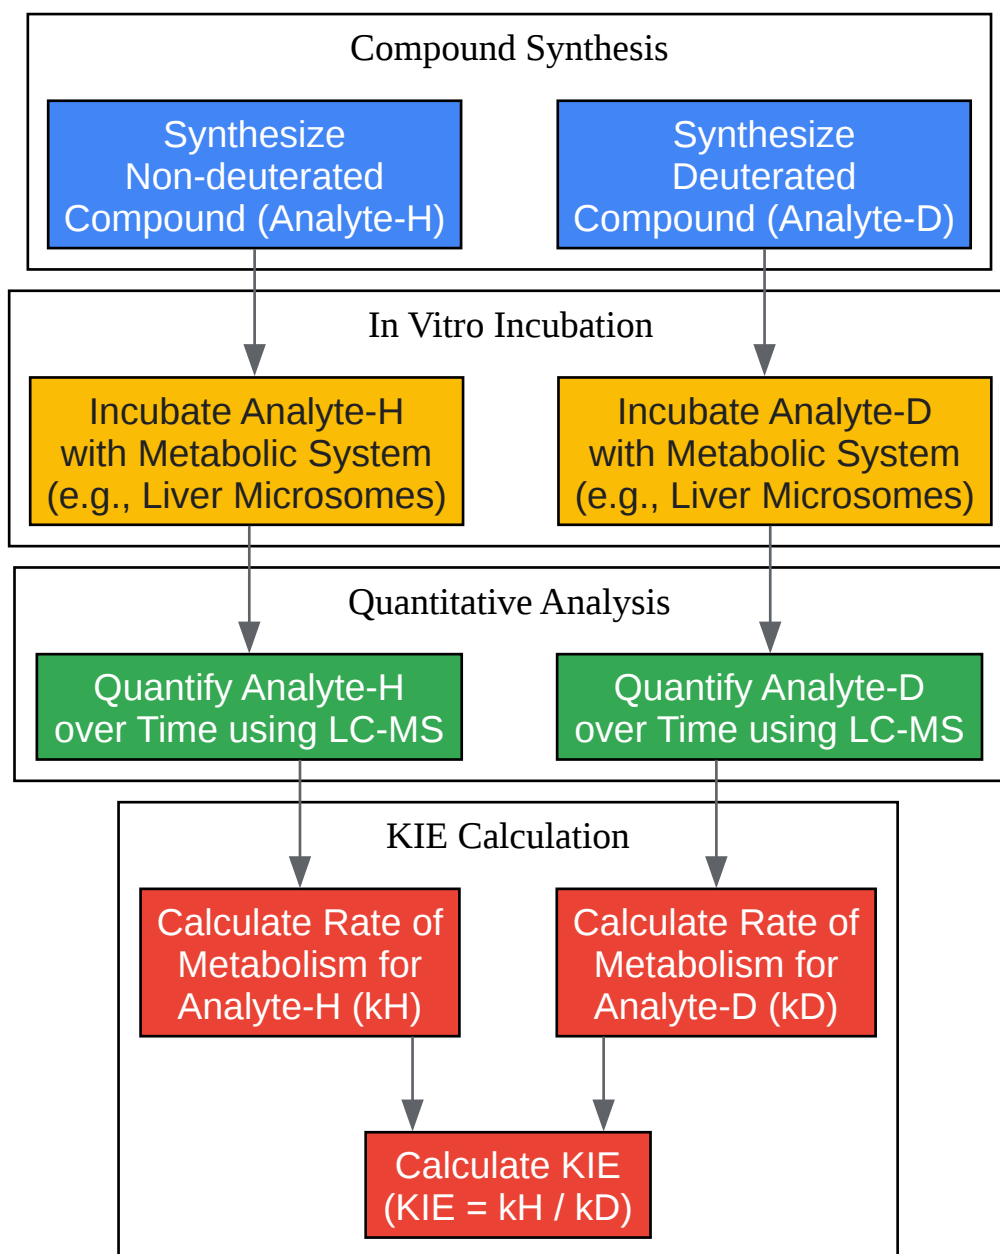 Compound Synthesis
Synthesize
Non-deuterated
Compound (Analyte-H)
Synthesize
Deuterated
Compound (Analyte-D)
In Vitro Incubation
Incubate Analyte-H
with Metabolic System
(e.g., Liver Microsomes)
Incubate Analyte-D
with Metabolic System
(e.g., Liver Microsomes)
Quantitative Analysis
Quantify Analyte-H
over Time using LC-MS
Quantify Analyte-D
over Time using LC-MS
KIE Calculation
Calculate Rate of
Metabolism for
Analyte-H (kH)
Calculate Rate of
Metabolism for
Analyte-D (kD)
Calculate KIE
(KIE = kH / kD)